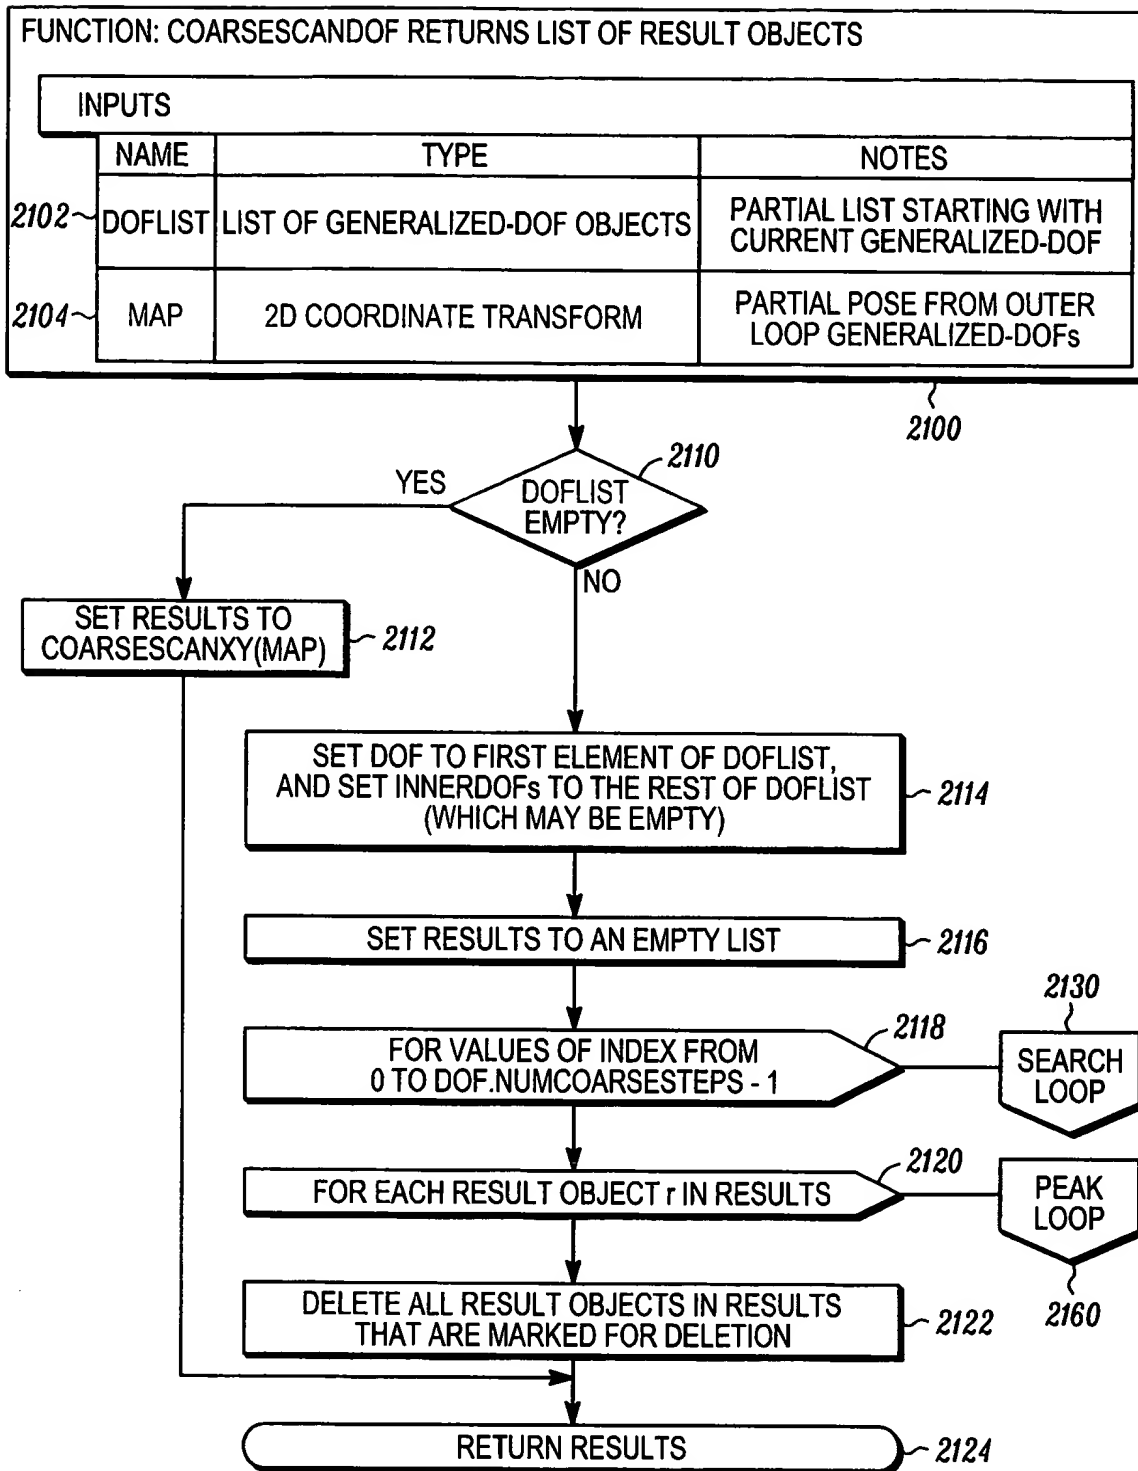 FUNCTION: COARSESCANDOF RETURNS LIST OF RESULT OBJECTS
INPUTS
NAME TYPE NOTES
2102 DOFLIST LIST OF GENERALIZED-DOF OBJECTS PARTIAL LIST STARTING WITH
CURRENT GENERALIZED-DOF
2104 MAP 2D COORDINATE TRANSFORM PARTIAL POSE FROM OUTER
LOOP GENERALIZED-DOFs
2100
2110
YES
DOFLIST
EMPTY?
NO
SET RESULTS TO
COARSESCANXY(MAP)
2112
SET DOF TO FIRST ELEMENT OF DOFLIST,
AND SET INNERDOFs TO THE REST OF DOFLIST
(WHICH MAY BE EMPTY)
2114
SET RESULTS TO AN EMPTY LIST
2116
FOR VALUES OF INDEX FROM
0 TO DOF.NUMCOARSESTEPS - 1
2118
2130
SEARCH
LOOP
FOR EACH RESULT OBJECT r IN RESULTS
2120
PEAK
LOOP
2160
DELETE ALL RESULT OBJECTS IN RESULTS
THAT ARE MARKED FOR DELETION
2122
RETURN RESULTS
2124